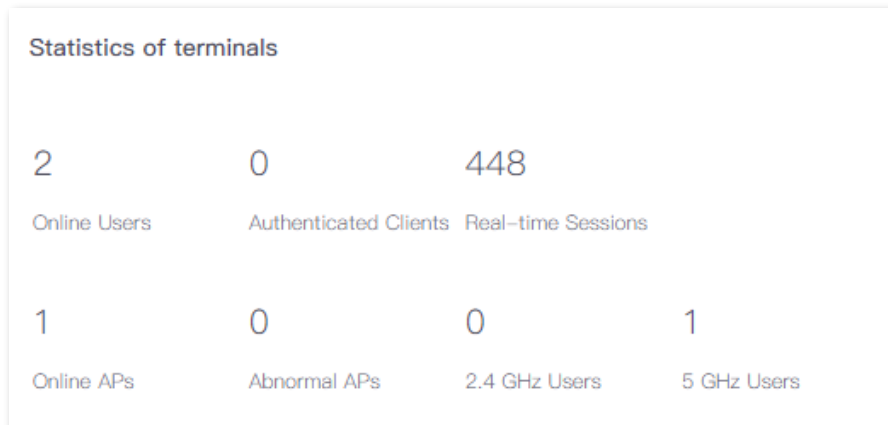 Statistics of terminals
2 0 448
Online Users Authenticated Clients Real-time Sessions
1 0 0 1
Online APs Abnormal APs 2.4 GHz Users 5 GHz Users